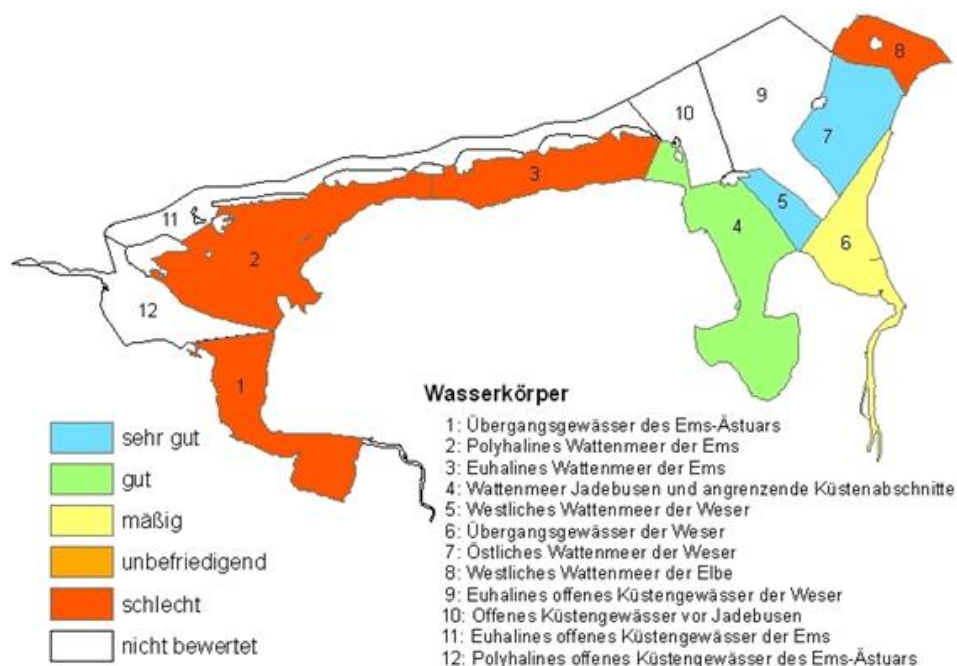 8
9
10
7
3
11
5
4
2
6
12
1
Wasserkörper
1: Übergangsgewässer des Ems-Ästuars
2: Polyhalines Wattenmeer der Ems
3: Euhalines Wattenmeer der Ems
4: Wattenmeer Jadebusen und angrenzende Küstenabschnitte
5: Westliches Wattenmeer der Weser
6: Übergangsgewässer der Weser
7: Östliches Wattenmeer der Weser
8: Westliches Wattenmeer der Elbe
9: Euhalines offenes Küstengewässer der Weser
10: Offenes Küstengewässer vor Jadebusen
11: Euhalines offenes Küstengewässer der Ems
12: Polyhalines offenes Küstengewässer des Ems-Ästuars
sehr gut
gut
mäßig
unbefriedigend
schlecht
nicht bewertet